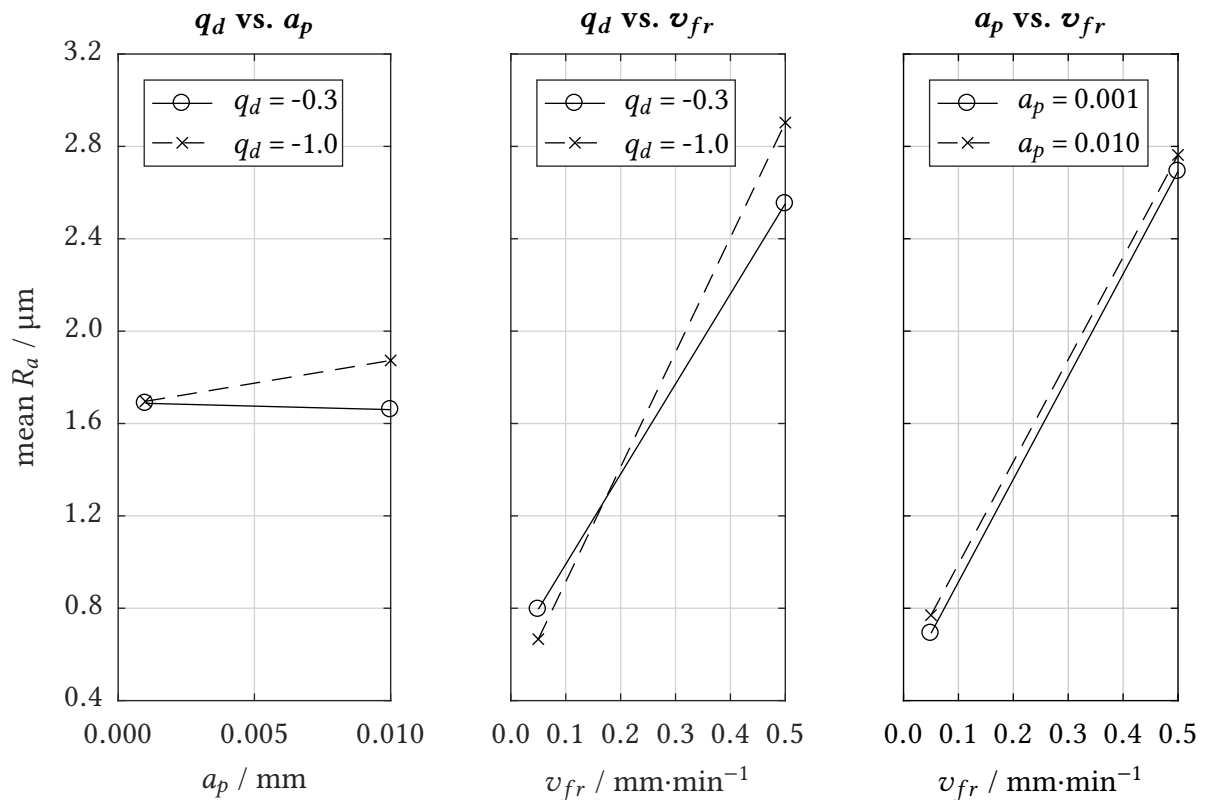 q_d vs. a_p
q_d vs. v_fr
a_p vs. v_fr
mean R_a / μm
3.2
2.8
2.4
2.0
1.6
1.2
0.8
0.4
q_d = -0.3
q_d = -1.0
q_d = -0.3
q_d = -1.0
a_p = 0.001
a_p = 0.010
0.000 0.005 0.010
0.0 0.1 0.2 0.3 0.4 0.5
0.0 0.1 0.2 0.3 0.4 0.5
a_p / mm
v_fr / mm·min⁻¹
v_fr / mm·min⁻¹